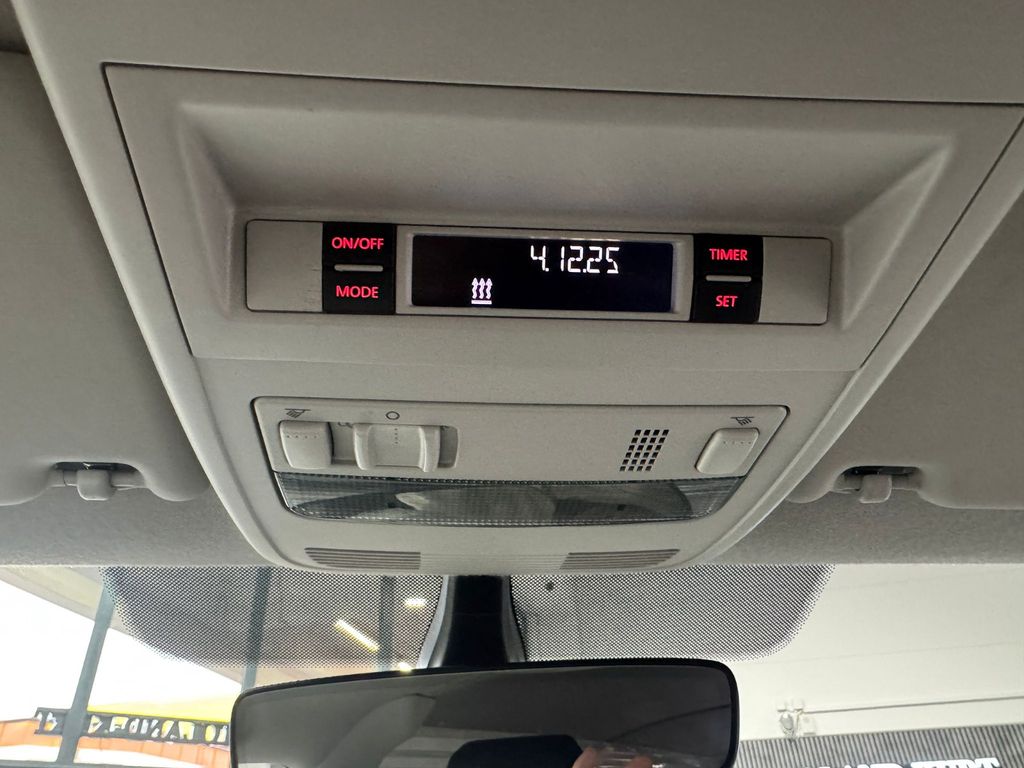 ON/OFF
MODE
4.12.25
TIMER
SET